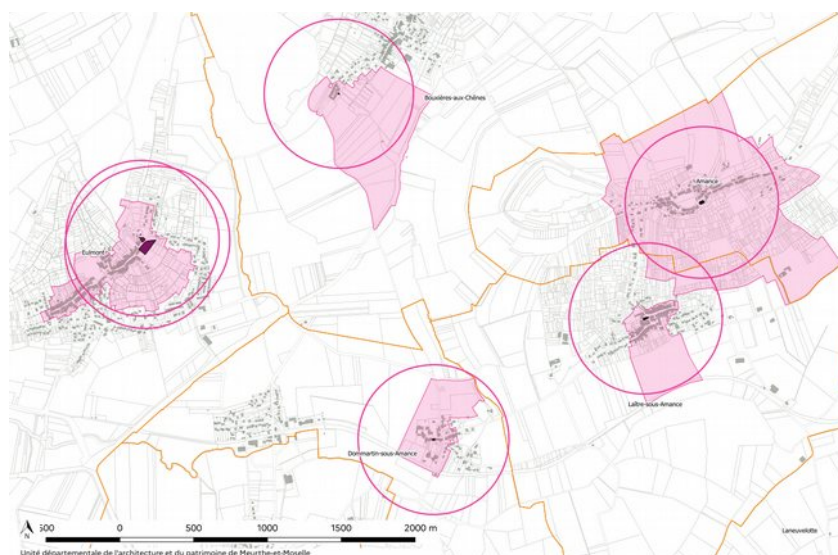 Bouxières-aux-Chênes
Amance
Eulmont
Laître-sous-Amance
Dommartin-sous-Amance
N
500 0 500 1000 1500 2000 m
Laneuvelotte
Unité départementale de l'architecture et du patrimoine de Meurthe-et-Moselle